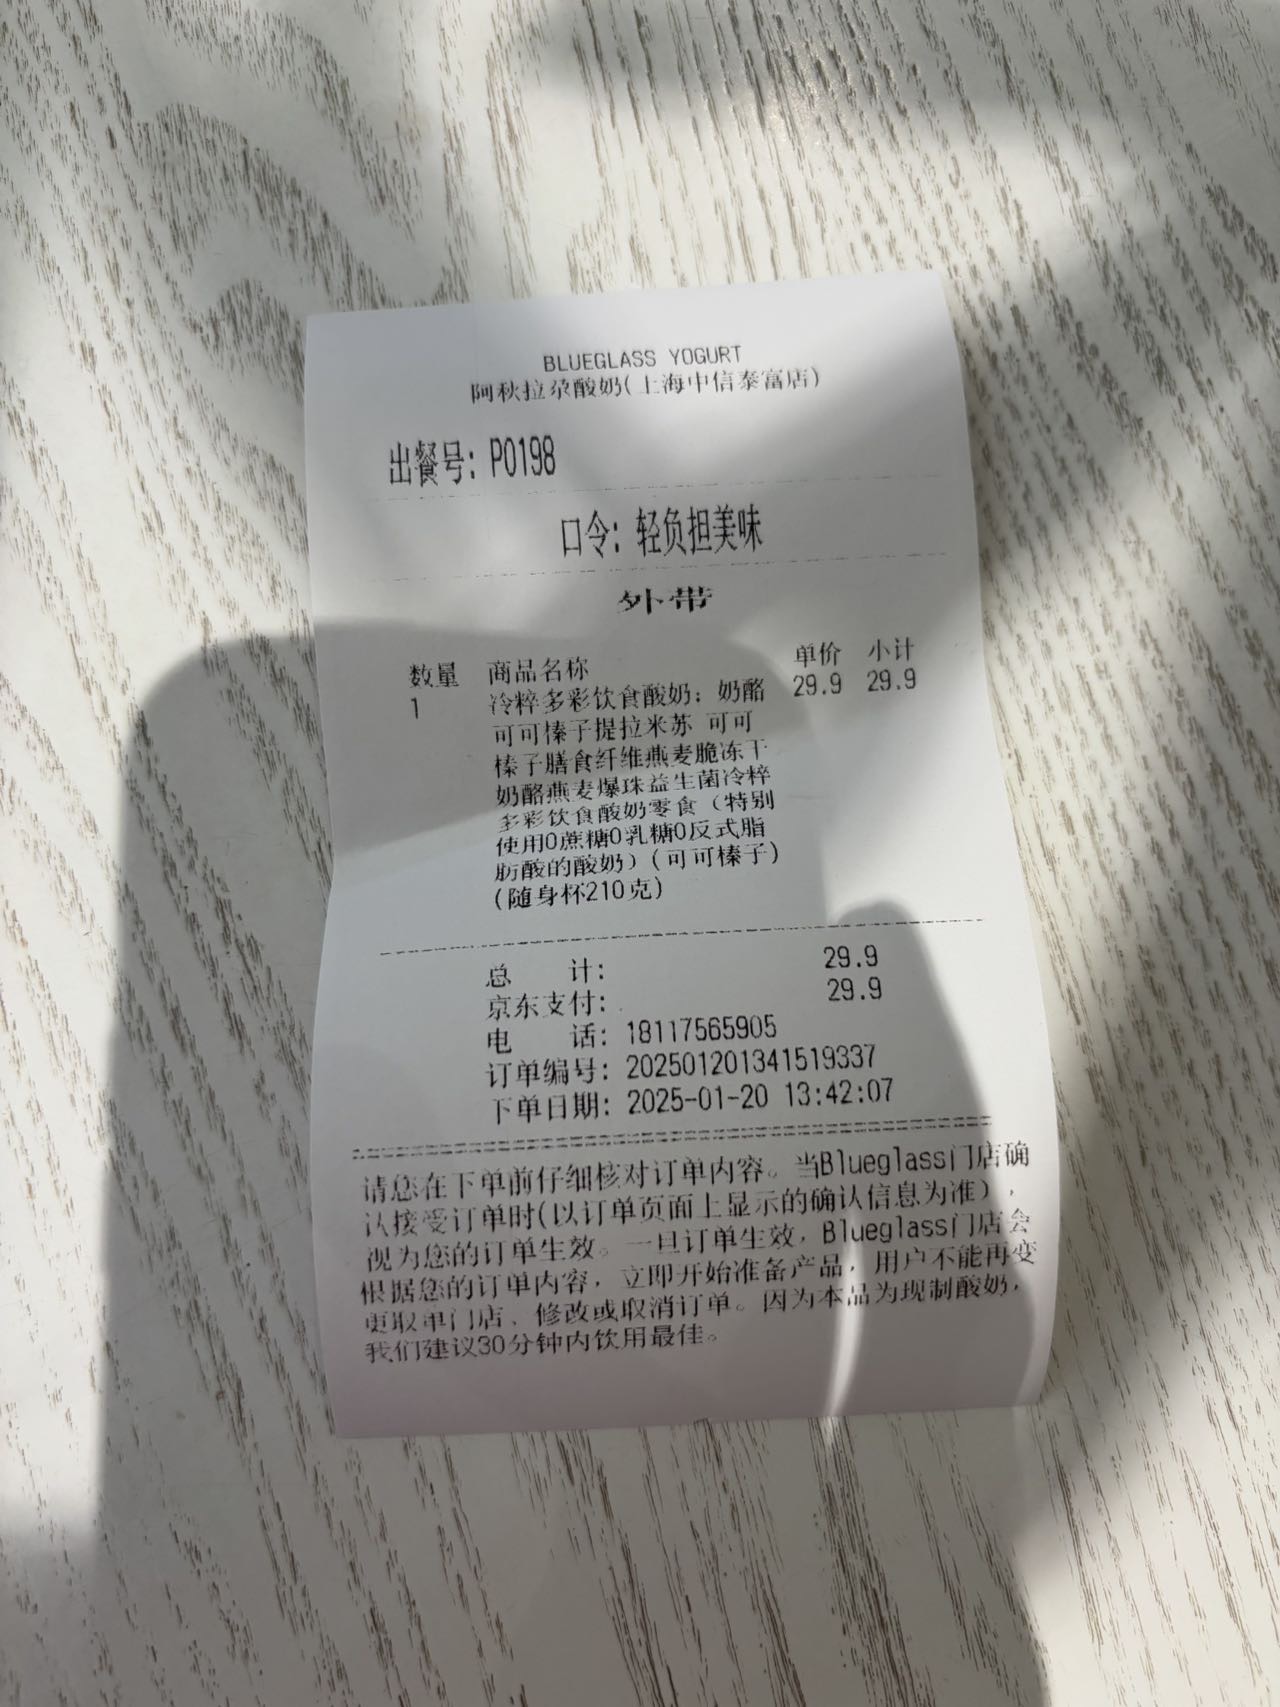 BLUEGLASS YOGURT
阿秋拉尕酸奶(上海中信泰富店)
出餐号: P0198
口令: 轻负担美味
外带
数量 商品名称 单价 小计
1 冷粹多彩饮食酸奶: 奶酪 29.9 29.9
可可榛子提拉米苏 可可
榛子膳食纤维燕麦脆冻干
奶酪燕麦爆珠益生菌冷粹
多彩饮食酸奶零食（特别
使用0蔗糖0乳糖0反式脂
肪酸的酸奶）(可可榛子)
(随身杯210克)
总 计: 29.9
京东支付: 29.9
电 话: 18117565905
订单编号: 202501201341519337
下单日期: 2025-01-20 13:42:07
请您在下单前仔细核对订单内容。当Blueglass门店确
认接受订单时(以订单页面上显示的确认信息为准)，
视为您的订单生效。一旦订单生效，Blueglass门店会
根据您的订单内容，立即开始准备产品，用户不能再变
更取单门店、修改或取消订单。因为本品为现制酸奶，
我们建议30分钟内饮用最佳。